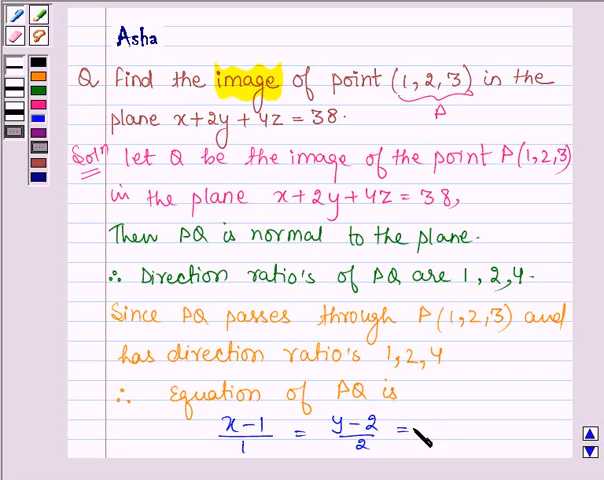 Asha
Q find the image of point (1,2,3) in the
P
plane x+2y+4z=38.
Solⁿ let Q be the image of the point P(1,2,3)
in the plane x+2y+4z=38,
Then PQ is normal to the plane.
∴ Direction ratio's of PQ are 1,2,4.
Since PQ passes through P(1,2,3) and
has direction ratio's 1,2,4
∴ Equation of PQ is
x-1/1 = y-2/2 =